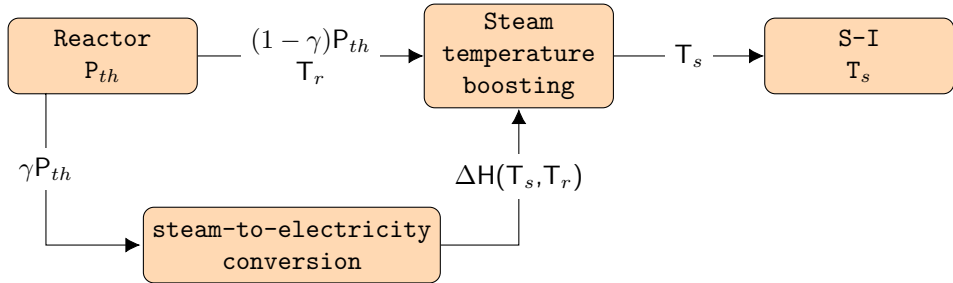 Reactor
P_th
(1 − γ)P_th
T_r
Steam
temperature
boosting
T_s
S-I
T_s
γP_th
ΔH(T_s,T_r)
steam-to-electricity
conversion